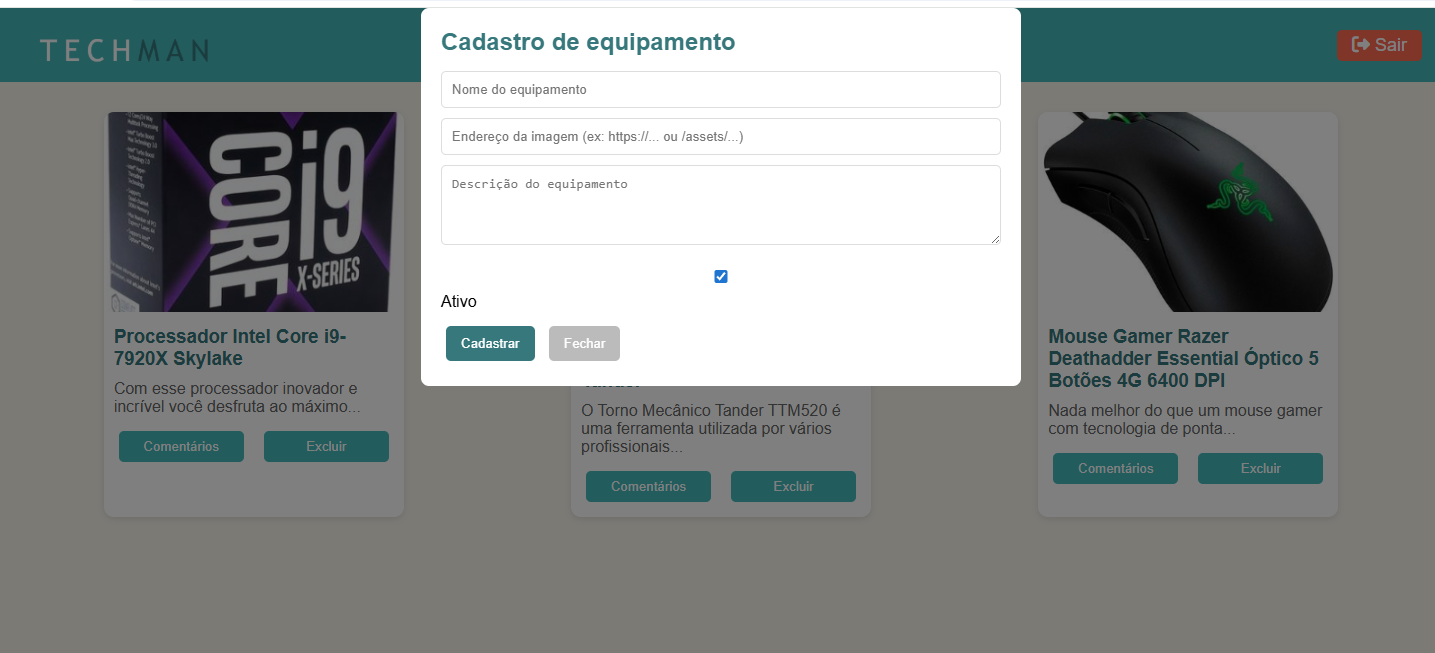 TECHMAN
Cadastro de equipamento
Sair
Nome do equipamento
Endereço da imagem (ex: https://... ou /assets/...)
Descrição do equipamento
Ativo
Cadastrar
Fechar
CORE i9
X-SERIES
Processador Intel Core i9-
7920X Skylake
Com esse processador inovador e
incrível você desfruta ao máximo...
Comentários
Excluir
O Torno Mecânico Tander TTM520 é
uma ferramenta utilizada por vários
profissionais...
Comentários
Excluir
Mouse Gamer Razer
Deathadder Essential Óptico 5
Botões 4G 6400 DPI
Nada melhor do que um mouse gamer
com tecnologia de ponta...
Comentários
Excluir